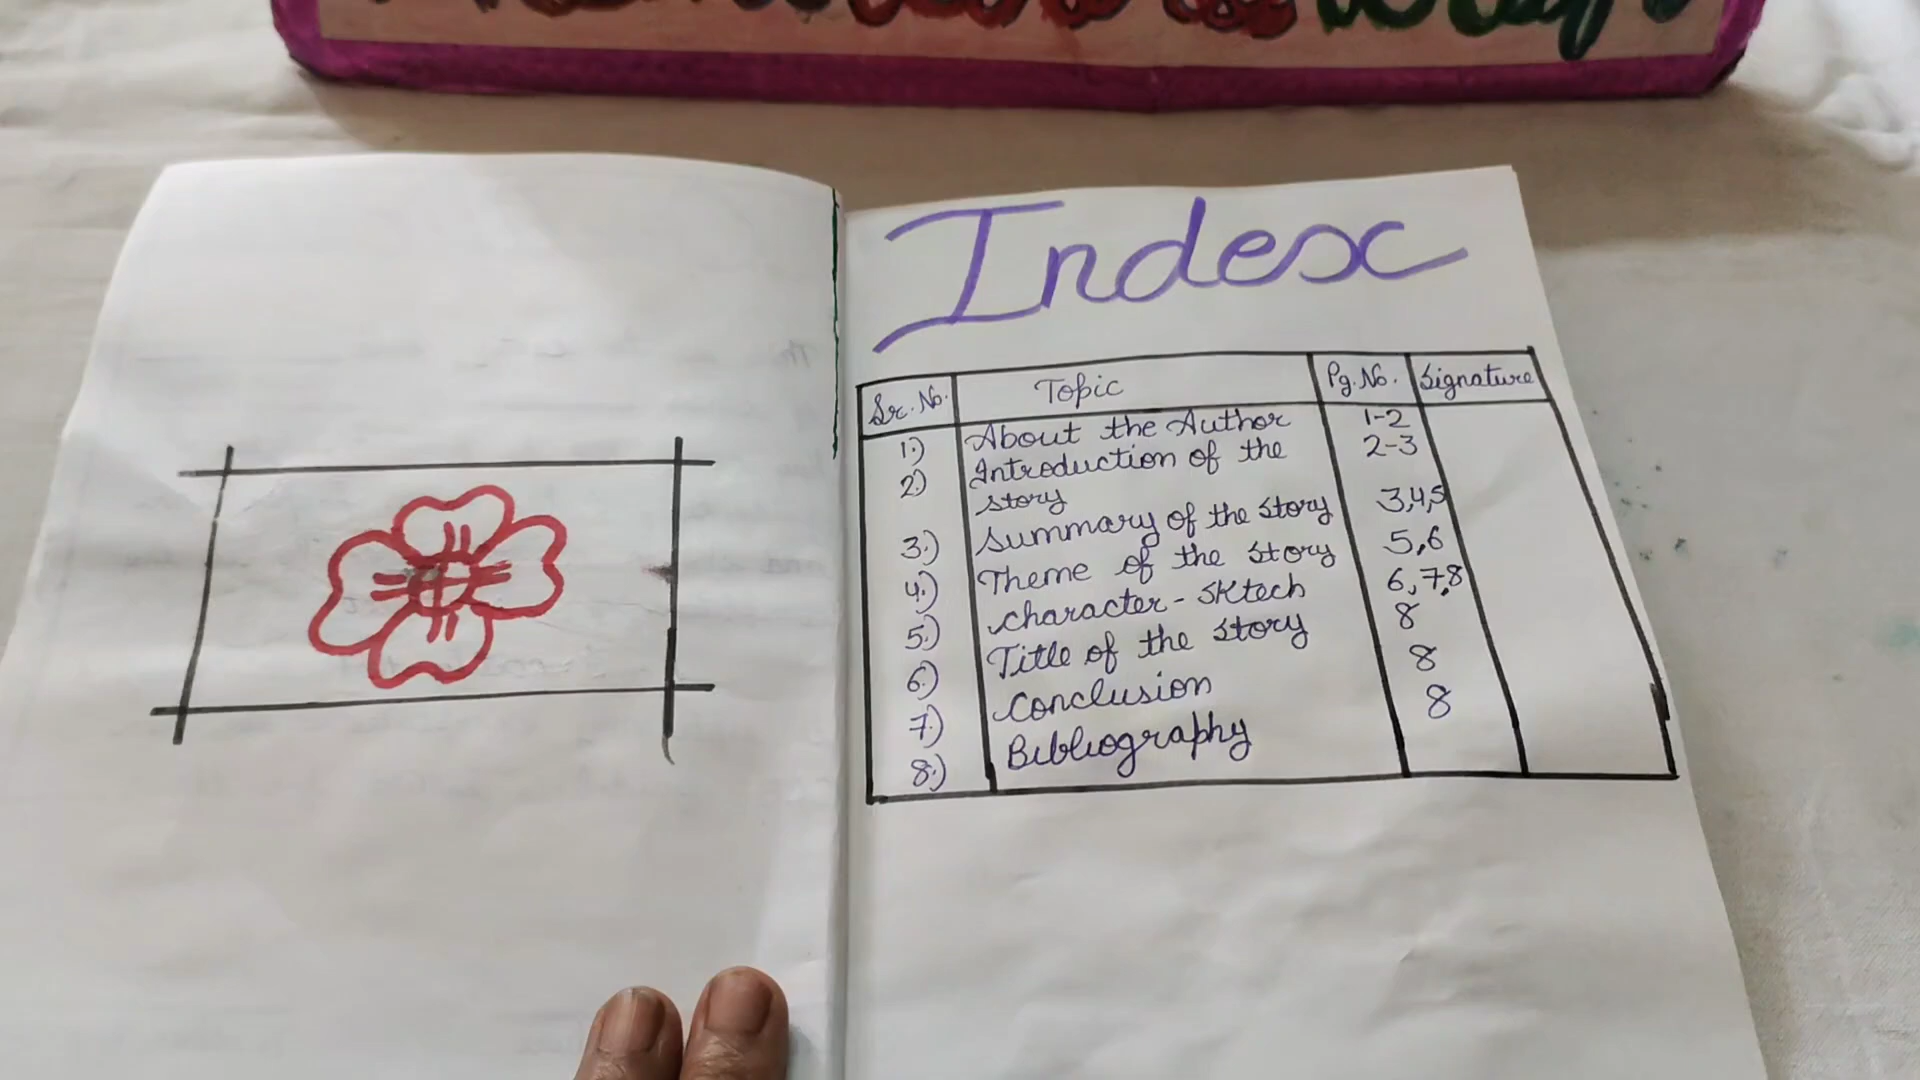 Index
Sr. No. Topic Pg. No. Signature
1.) About the Author 1-2
2.) Introduction of the 2-3
story
3.) Summary of the story 3,4,5
4.) Theme of the story 5,6
5.) character - SKtech 6,7,8
6.) Title of the story 8
7.) Conclusion 8
8.) Bibliography 8